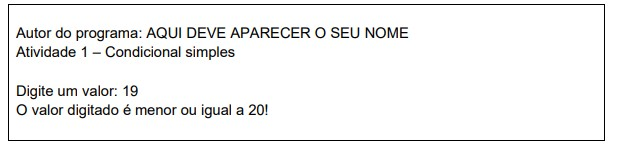 Autor do programa: AQUI DEVE APARECER O SEU NOME
Atividade 1 – Condicional simples
Digite um valor: 19
O valor digitado é menor ou igual a 20!